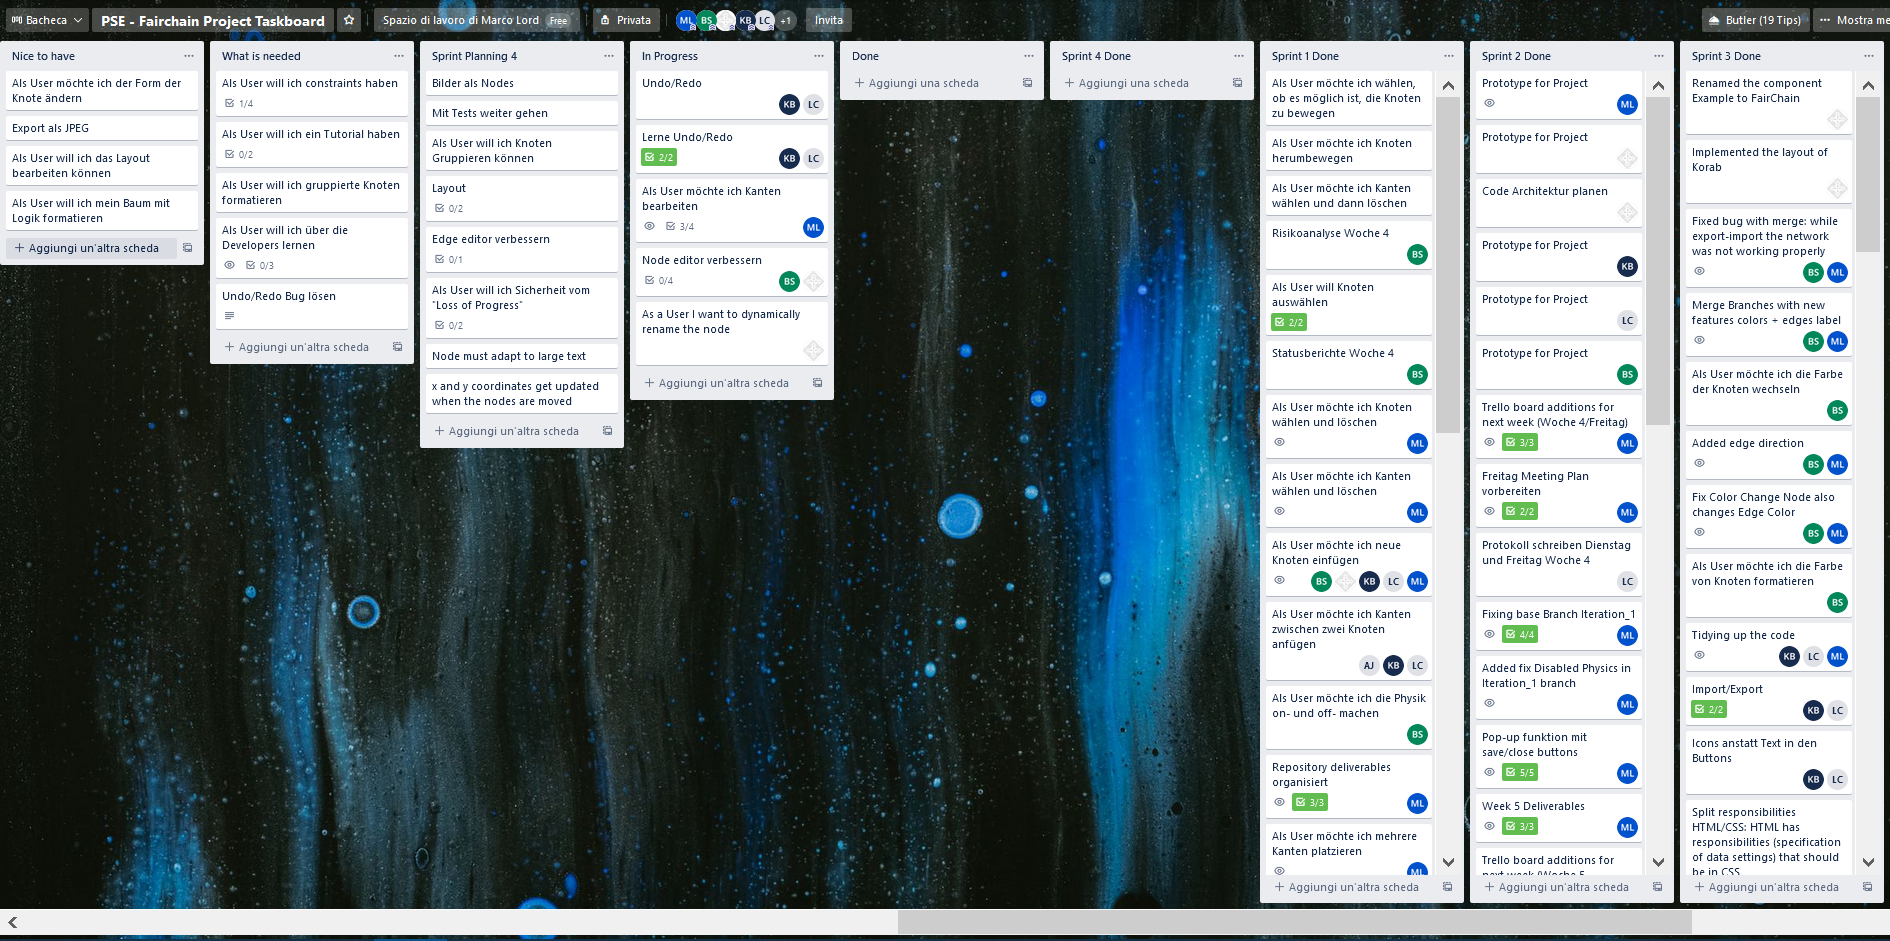 Bacheca
PSE - Fairchain Project Taskboard
Spazio di lavoro di Marco Lord Free
Privata
ML BS KB LC +1
Invita
Butler (19 Tips)
Mostra me
Nice to have
Als User möchte ich der Form der
Knote ändern
Export als JPEG
Als User will ich das Layout
bearbeiten können
Als User will ich mein Baum mit
Logik formatieren
+ Aggiungi un'altra scheda
What is needed
Als User will ich constraints haben
1/4
Als User will ich ein Tutorial haben
0/2
Als User will ich gruppierte Knoten
formatieren
Als User will ich über die
Developers lernen
0/3
Undo/Redo Bug lösen
+ Aggiungi un'altra scheda
Sprint Planning 4
Bilder als Nodes
Mit Tests weiter gehen
Als User will ich Knoten
Gruppieren können
Layout
0/2
Edge editor verbessern
0/1
Als User will ich Sicherheit vom
"Loss of Progress"
0/2
Node must adapt to large text
x and y coordinates get updated
when the nodes are moved
+ Aggiungi un'altra scheda
In Progress
Undo/Redo
KB LC
Lerne Undo/Redo
2/2 KB LC
Als User möchte ich Kanten
bearbeiten
3/4 ML
Node editor verbessern
0/4 BS
As a User I want to dynamically
rename the node
+ Aggiungi un'altra scheda
Done
+ Aggiungi una scheda
Sprint 4 Done
+ Aggiungi una scheda
Sprint 1 Done
Als User möchte ich wählen,
ob es möglich ist, die Knoten
zu bewegen
Als User möchte ich Knoten
herumbewegen
Als User möchte ich Kanten
wählen und dann löschen
Risikoanalyse Woche 4
BS
Als User will Knoten
auswählen
2/2
Statusberichte Woche 4
BS
Als User möchte ich Knoten
wählen und löschen
ML
Als User möchte ich Kanten
wählen und löschen
ML
Als User möchte ich neue
Knoten einfügen
BS KB LC ML
Als User möchte ich Kanten
zwischen zwei Knoten
anfügen
AJ KB LC
Als User möchte ich die Physik
on- und off- machen
BS
Repository deliverables
organisiert
3/3 ML
Als User möchte ich mehrere
Kanten platzieren
ML
+ Aggiungi un'altra scheda
Sprint 2 Done
Prototype for Project
ML
Prototype for Project
Code Architektur planen
Prototype for Project
KB
Prototype for Project
LC
Prototype for Project
BS
Trello board additions for
next week (Woche 4/Freitag)
3/3 ML
Freitag Meeting Plan
vorbereiten
2/2 ML
Protokoll schreiben Dienstag
und Freitag Woche 4
LC
Fixing base Branch Iteration_1
4/4 ML
Added fix Disabled Physics in
Iteration_1 branch
ML
Pop-up funktion mit
save/close buttons
5/5 ML
Week 5 Deliverables
3/3 ML
Trello board additions for
next week (Woche 5
+ Aggiungi un'altra scheda
Sprint 3 Done
Renamed the component
Example to FairChain
Implemented the layout of
Korab
Fixed bug with merge: while
export-import the network
was not working properly
BS ML
Merge Branches with new
features colors + edges label
BS ML
Als User möchte ich die Farbe
der Knoten wechseln
BS
Added edge direction
BS ML
Fix Color Change Node also
changes Edge Color
BS ML
Als User möchte ich die Farbe
von Knoten formatieren
BS
Tidying up the code
KB LC ML
Import/Export
2/2 KB LC
Icons anstatt Text in den
Buttons
KB LC
Split responsibilities
HTML/CSS: HTML has
responsibilities (specification
of data settings) that should
be in CSS
+ Aggiungi un'altra scheda